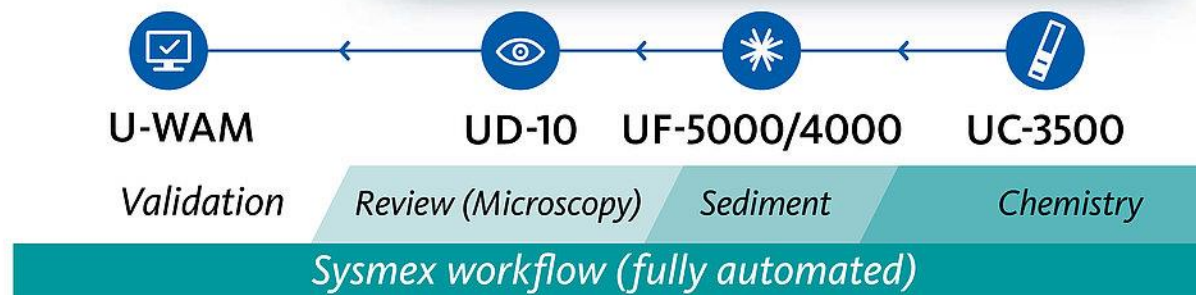 U-WAM UD-10 UF-5000/4000 UC-3500
Validation Review (Microscopy) Sediment Chemistry
Sysmex workflow (fully automated)